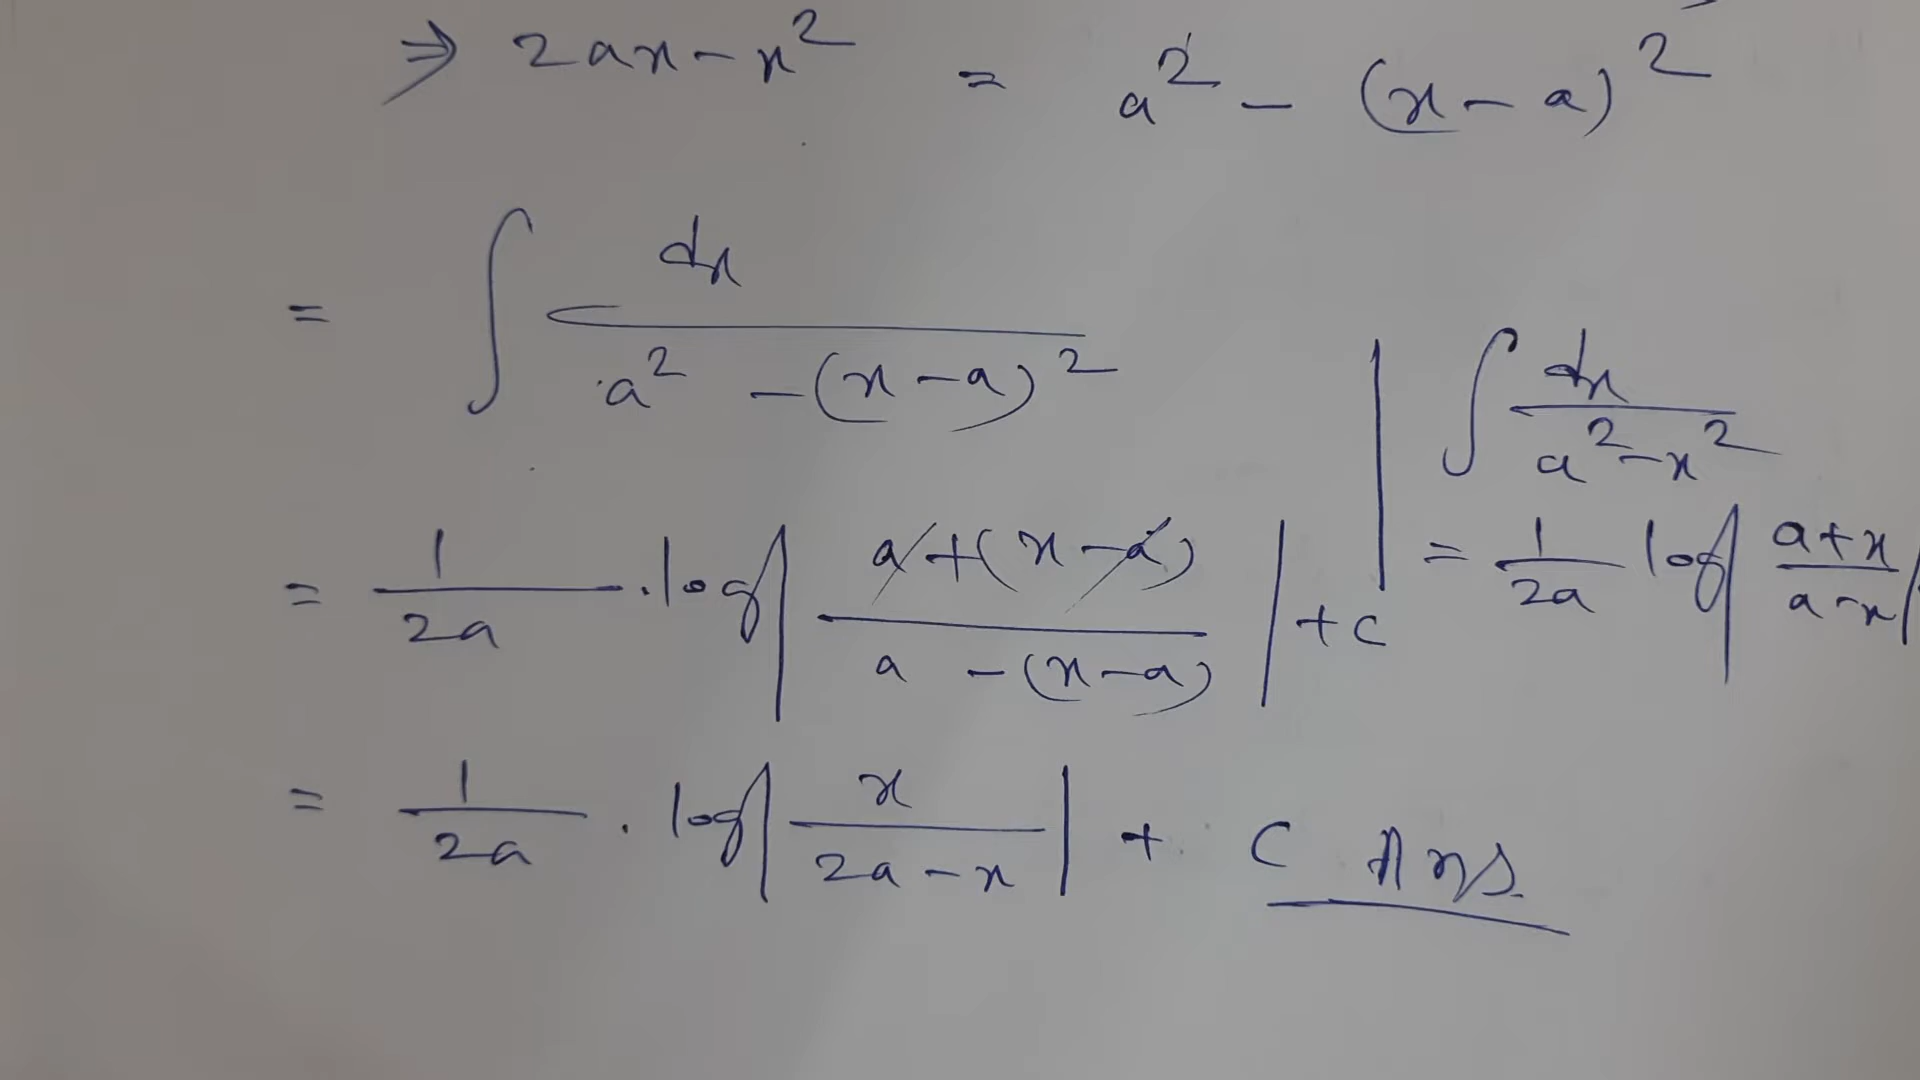 ⇒ 2ax - x² = a² - (x - a)²
= ∫ dx / (a² - (x - a)²)
∫ dx / (a² - x²)
= 1/2a log | (a + x) / (a - x) |
= 1/2a . log | (a + (x - a)) / (a - (x - a)) | + c
= 1/2a . log | x / (2a - x) | + C Ans